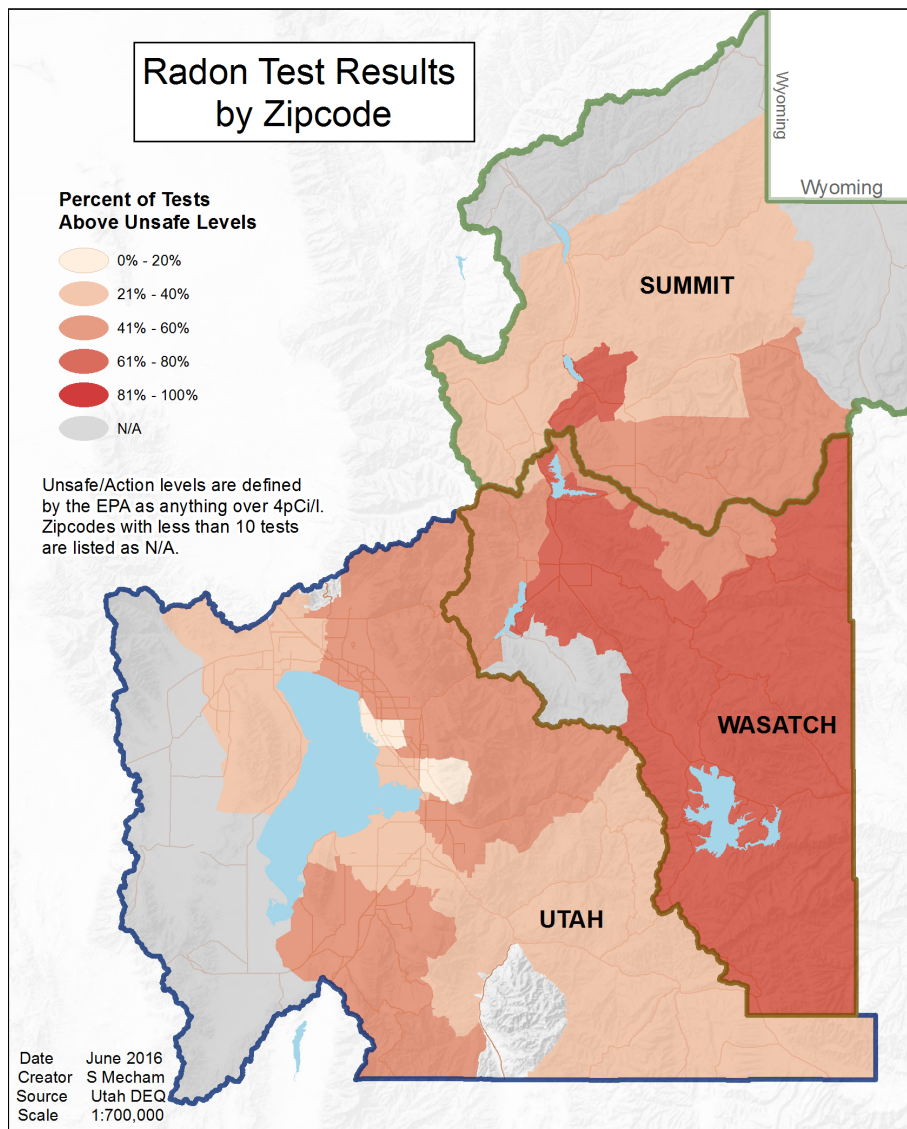 Radon Test Results
by Zipcode
Wyoming
Wyoming
Percent of Tests
Above Unsafe Levels
0% - 20%
21% - 40%
41% - 60%
61% - 80%
81% - 100%
N/A
SUMMIT
Unsafe/Action levels are defined
by the EPA as anything over 4pCi/l.
Zipcodes with less than 10 tests
are listed as N/A.
WASATCH
UTAH
Date June 2016
Creator S Mecham
Source Utah DEQ
Scale 1:700,000